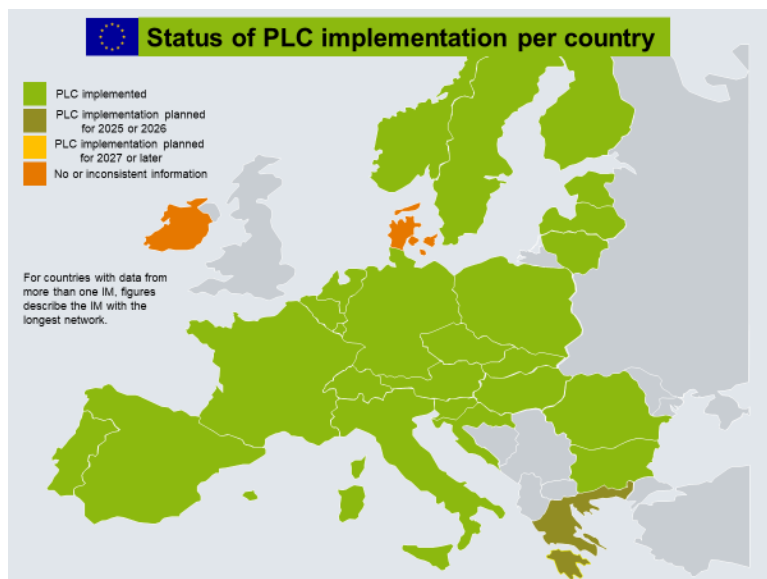 Status of PLC implementation per country
PLC implemented
PLC implementation planned
for 2025 or 2026
PLC implementation planned
for 2027 or later
No or inconsistent information
For countries with data from
more than one IM, figures
describe the IM with the
longest network.